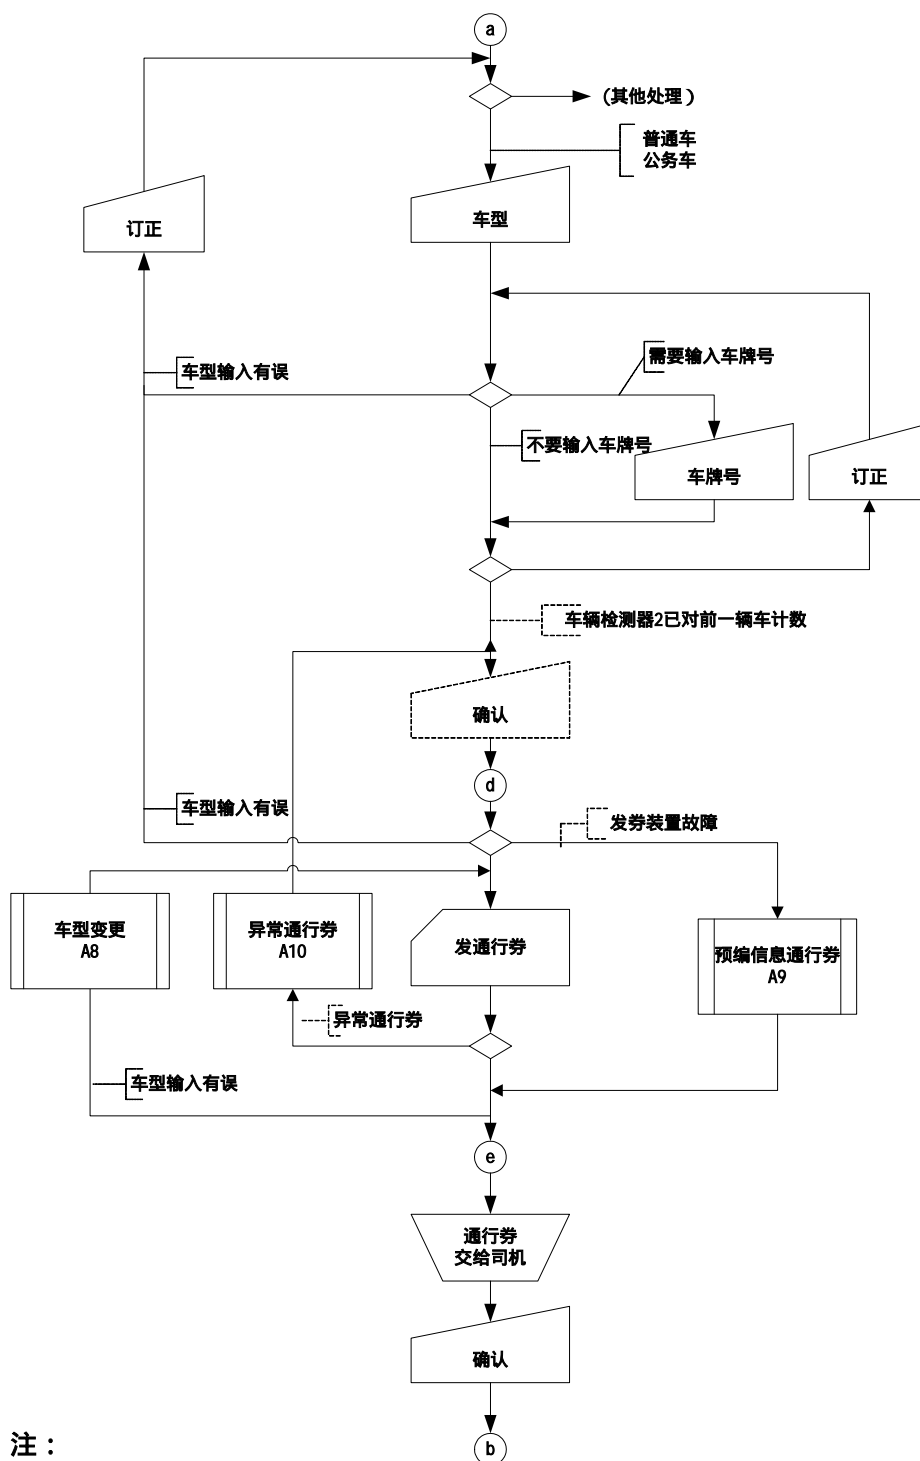 a
(其他处理)
普通车
公务车
订正
车型
车型输入有误
需要输入车牌号
不要输入车牌号
车牌号
订正
车辆检测器2已对前一辆车计数
确认
d
车型输入有误
发券装置故障
车型变更
A8
异常通行券
A10
发通行券
预编信息通行券
A9
异常通行券
车型输入有误
e
通行券
交给司机
确认
注：
b